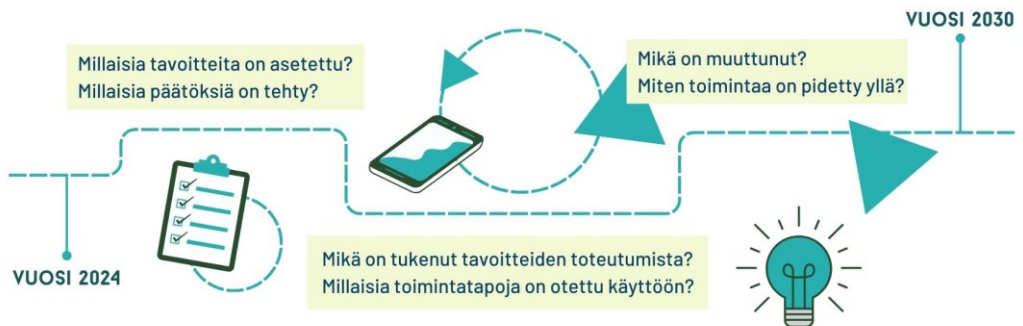 VUOSI 2024
Millaisia tavoitteita on asetettu?
Millaisia päätöksiä on tehty?
Mikä on tukenut tavoitteiden toteutumista?
Millaisia toimintatapoja on otettu käyttöön?
Mikä on muuttunut?
Miten toimintaa on pidetty yllä?
VUOSI 2030